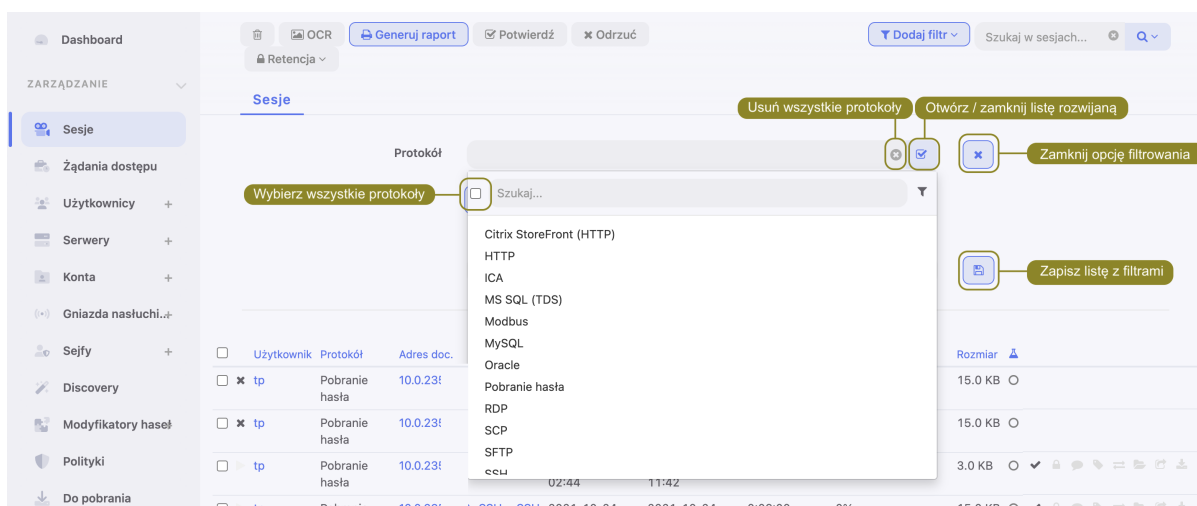 Dashboard
OCR
Generuj raport
Potwierdź
Odrzuć
Dodaj filtr
Szukaj w sesjach...
Retencja
ZARZĄDZANIE
Sesje
Usuń wszystkie protokoły
Otwórz / zamknij listę rozwijaną
Sesje
Protokół
Zamknij opcję filtrowania
Żądania dostępu
Wybierz wszystkie protokoły
Szukaj...
Użytkownicy
Serwery
Citrix StoreFront (HTTP)
HTTP
Konta
ICA
Zapisz listę z filtrami
MS SQL (TDS)
Gniazda nasłuchi..
Modbus
MySQL
Sejfy
Użytkownik Protokół Adres doc.
Rozmiar
Oracle
Discovery
tp Pobranie hasła 10.0.235
15.0 KB
Pobranie hasła
RDP
Modyfikatory haseł
tp Pobranie hasła 10.0.235
15.0 KB
SCP
SFTP
Polityki
tp Pobranie hasła 10.0.235
3.0 KB
SSH
02:44 11:42
Do pobrania